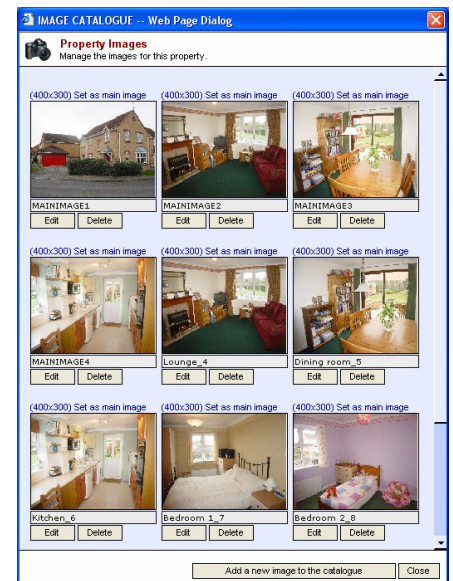 IMAGE CATALOGUE -- Web Page Dialog
Property Images
Manage the images for this property.
(400x300) Set as main image (400x300) Set as main image (400x300) Set as main image
MAINIMAGE1 MAINIMAGE2 MAINIMAGE3
Edit Delete Edit Delete Edit Delete
(400x300) Set as main image (400x300) Set as main image (400x300) Set as main image
MAINIMAGE4 Lounge_4 Dining room_5
Edit Delete Edit Delete Edit Delete
(400x300) Set as main image (400x300) Set as main image (400x300) Set as main image
Kitchen_6 Bedroom 1_7 Bedroom 2_8
Edit Delete Edit Delete Edit Delete
Add a new image to the catalogue Close